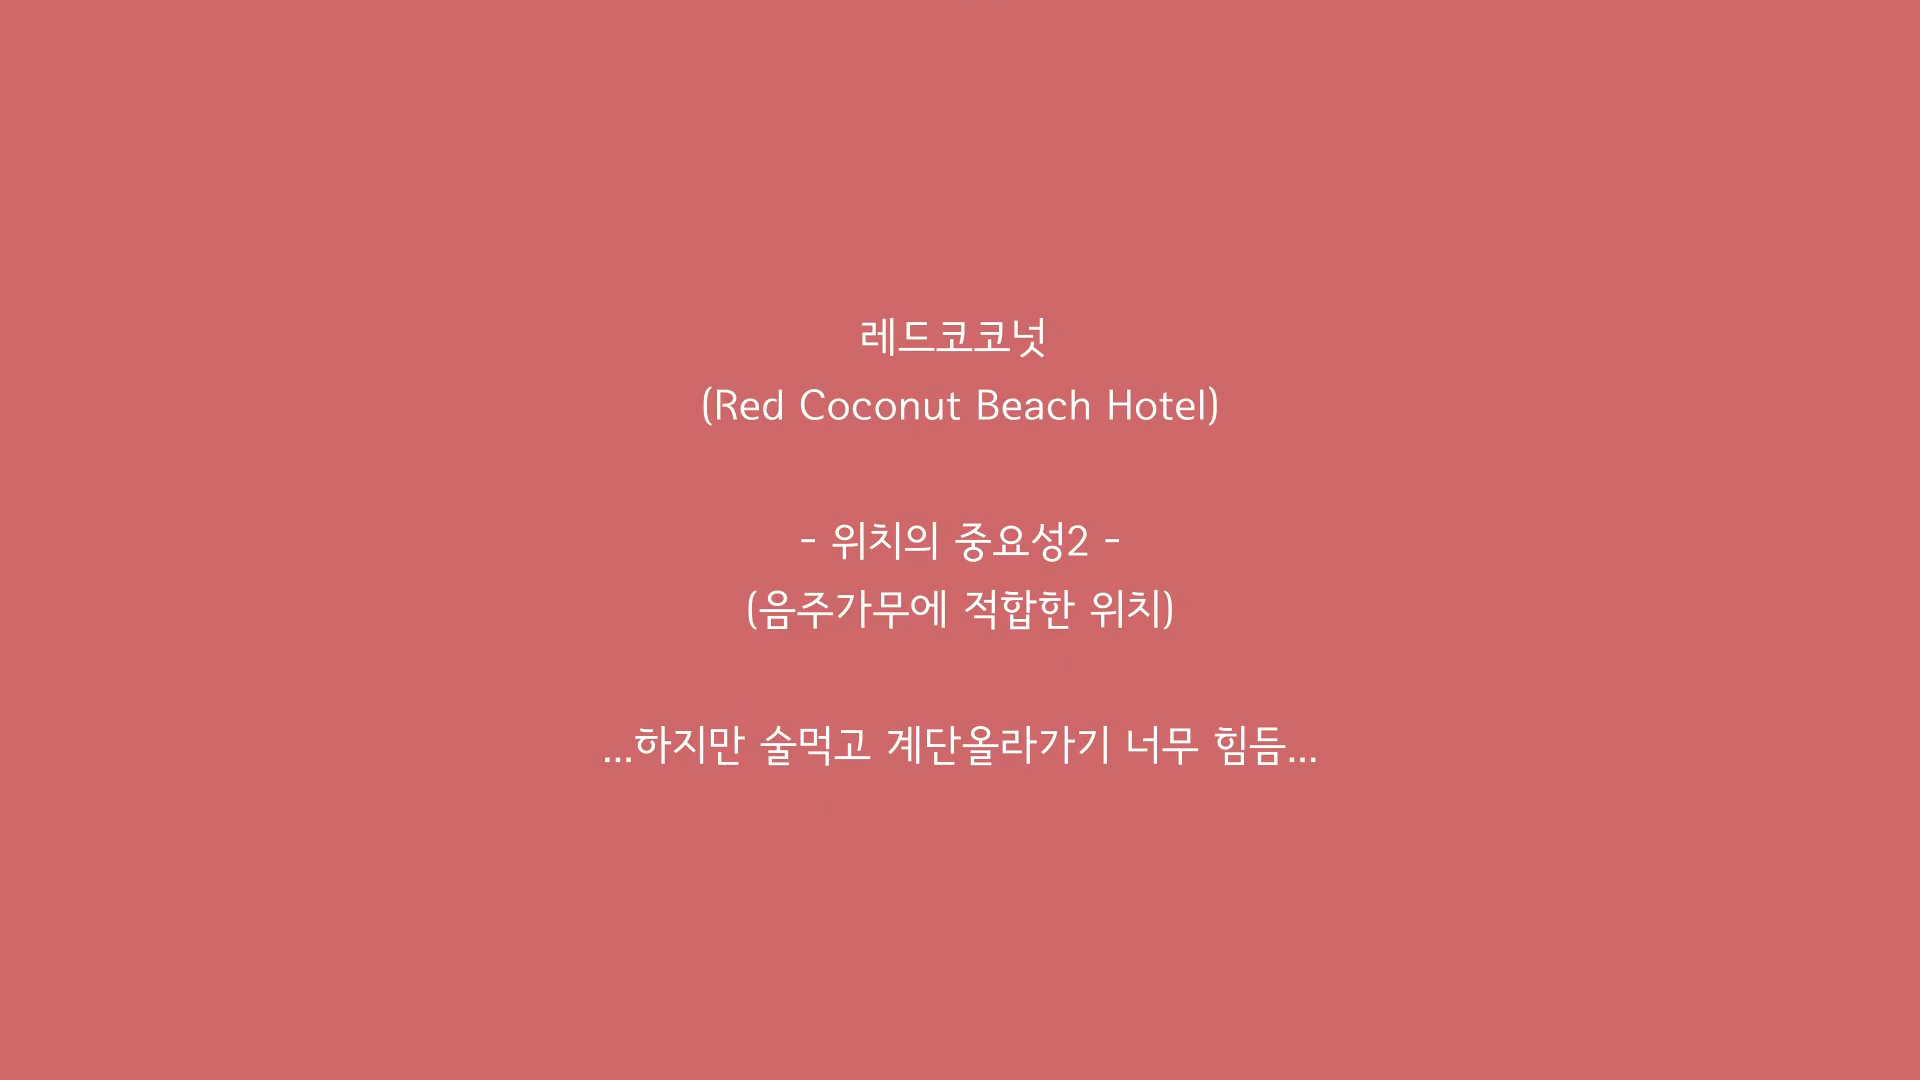 레드코코넛
(Red Coconut Beach Hotel)
- 위치의 중요성2 -
(음주가무에 적합한 위치)
...하지만 술먹고 계단올라가기 너무 힘듬...